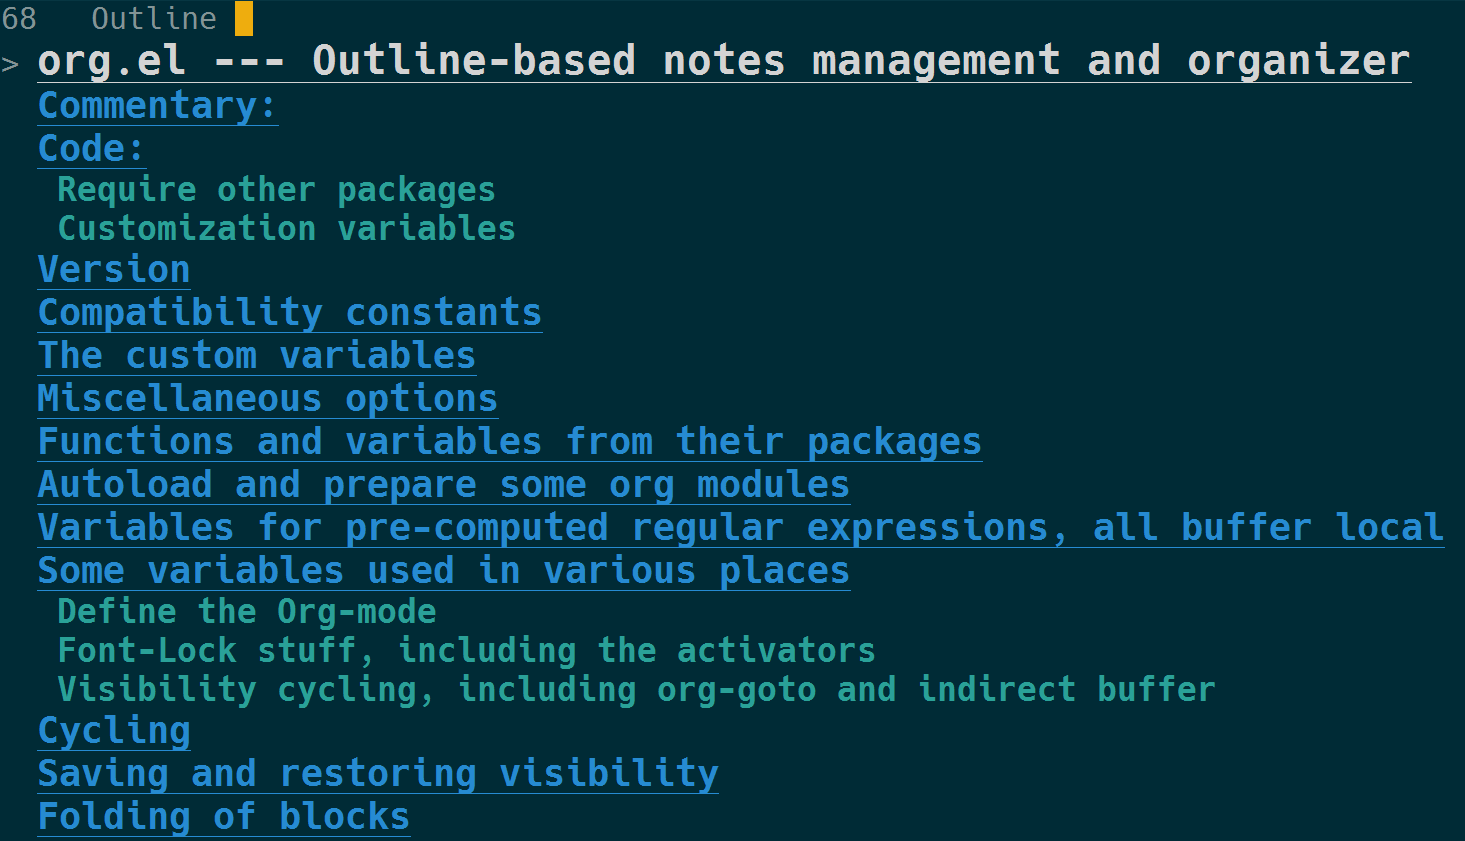 68 Outline
> org.el --- Outline-based notes management and organizer
Commentary:
Code:
Require other packages
Customization variables
Version
Compatibility constants
The custom variables
Miscellaneous options
Functions and variables from their packages
Autoload and prepare some org modules
Variables for pre-computed regular expressions, all buffer local
Some variables used in various places
Define the Org-mode
Font-Lock stuff, including the activators
Visibility cycling, including org-goto and indirect buffer
Cycling
Saving and restoring visibility
Folding of blocks